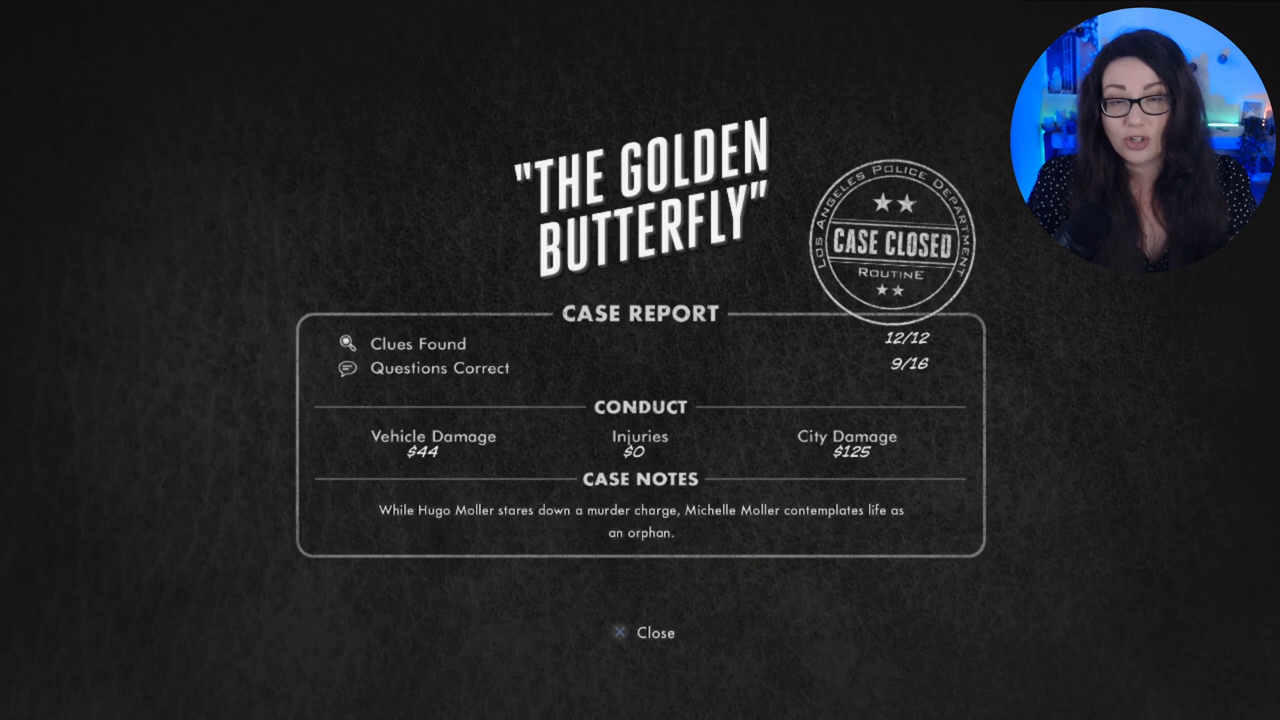 "THE GOLDEN
BUTTERFLY"
LOS ANGELES POLICE DEPARTMENT
CASE CLOSED
ROUTINE
CASE REPORT
Clues Found 12/12
Questions Correct 9/16
CONDUCT
Vehicle Damage Injuries City Damage
$44 $0 $125
CASE NOTES
While Hugo Moller stares down a murder charge, Michelle Moller contemplates life as
an orphan.
Close